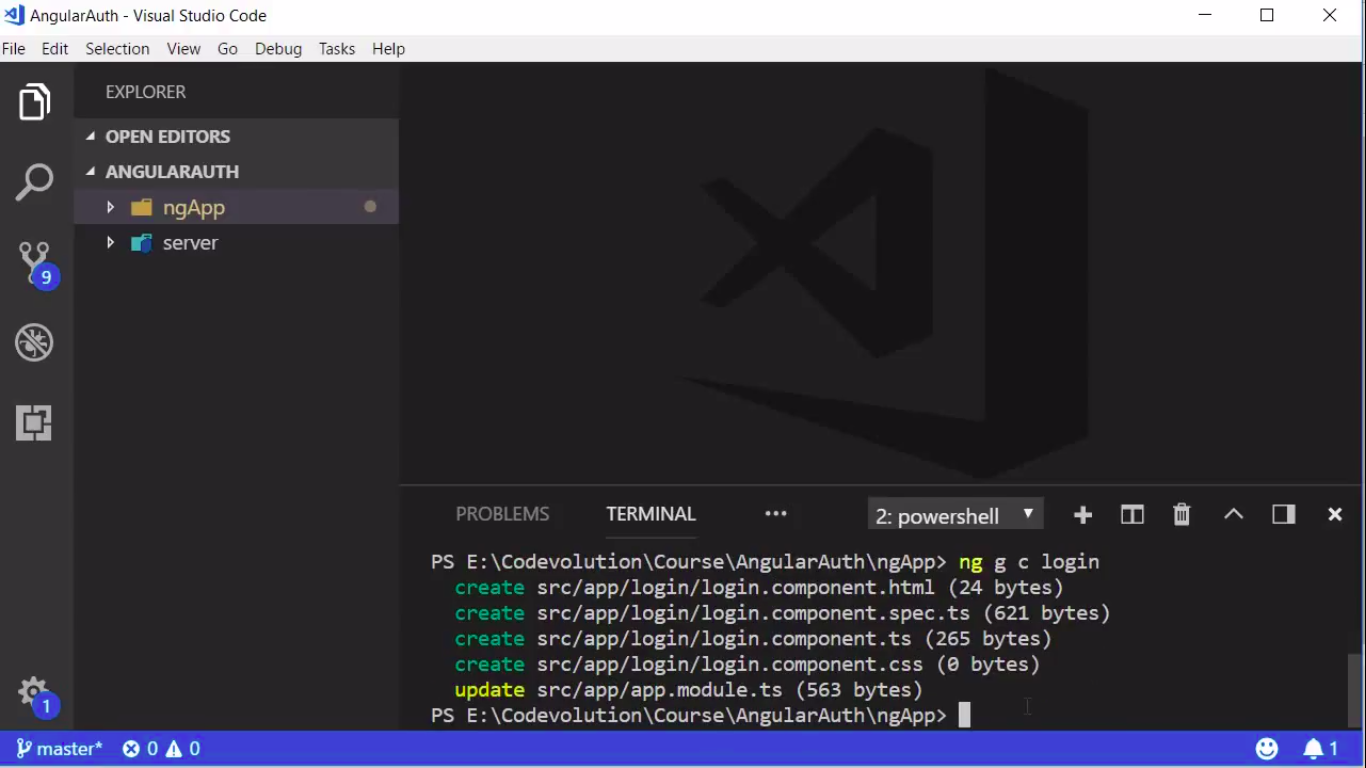 AngularAuth - Visual Studio Code
File Edit Selection View Go Debug Tasks Help
EXPLORER
OPEN EDITORS
ANGULARAUTH
ngApp
server
9
1
PROBLEMS TERMINAL ••• 2: powershell
PS E:\Codevolution\Course\AngularAuth\ngApp> ng g c login
create src/app/login/login.component.html (24 bytes)
create src/app/login/login.component.spec.ts (621 bytes)
create src/app/login/login.component.ts (265 bytes)
create src/app/login/login.component.css (0 bytes)
update src/app/app.module.ts (563 bytes)
PS E:\Codevolution\Course\AngularAuth\ngApp>
master* 0 0 1